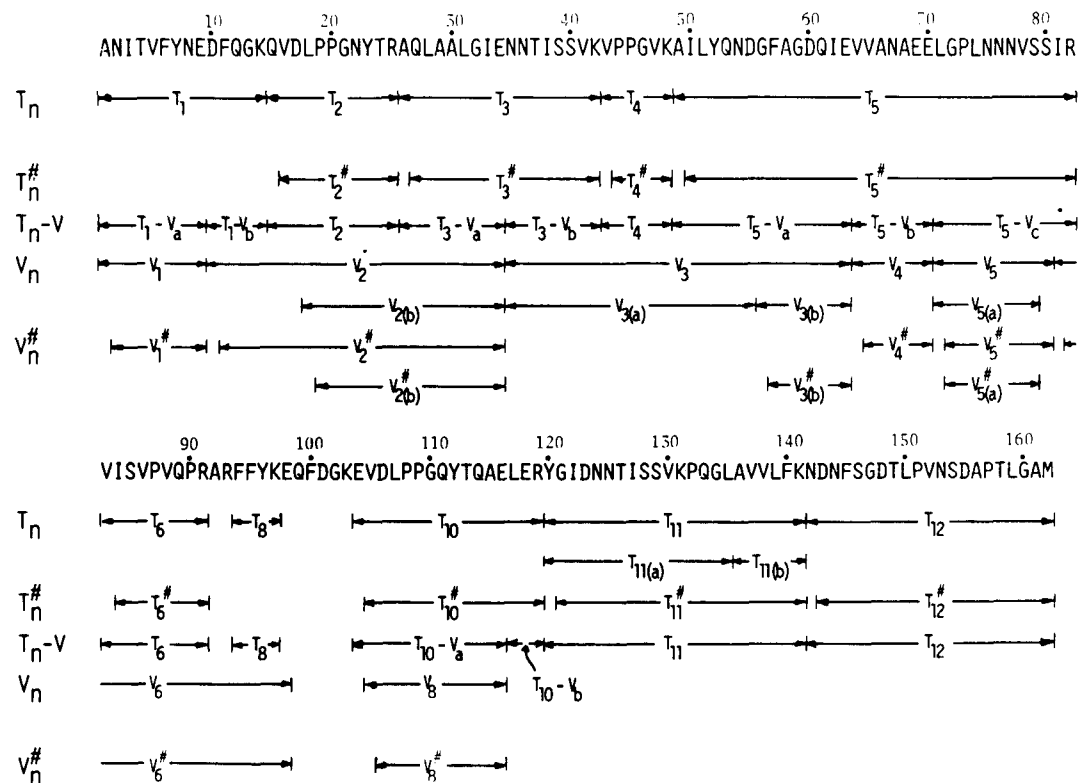 10 20 30 40 50 60 70 80
ANITVFYNEDFQGKQVDLPPGNYTRAQLAALGIENNTISSVKVPPGVKAILYQNDGFAGDQIEVVANAEELGPLNNNVSSIR
Tn T1 T2 T3 T4 T5
Tn# T2# T3# T4# T5#
Tn-V T1-Va T1-Vb T2 T3-Va T3-Vb T4 T5-Va T5-Vb T5-Vc
Vn V1 V2 V3 V4 V5
V2(b) V3(a) V3(b) V5(a)
Vn# V1# V2# V4# V5#
V2(b)# V3(b)# V5(a)#
90 100 110 120 130 140 150 160
VISVPVQPRARFFYKEQFDGKEVDLPPGQYTQAELERYGIDNNTISSVKPQGLAVVLFKNDNFSGDTLPVNSDAPTLGAM
Tn T6 T8 T10 T11 T12
T11(a) T11(b)
Tn# T6# T10# T11# T12#
Tn-V T6 T8 T10-Va T11 T12
Vn V6 V8 T10-Vb
Vn# V6# V8#